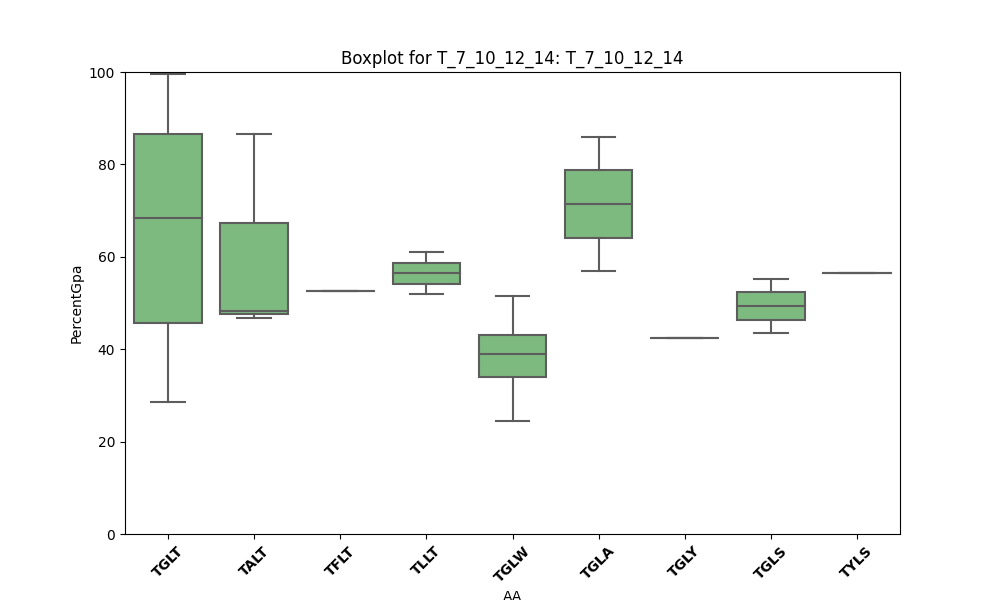 Boxplot for T_7_10_12_14: T_7_10_12_14
PercentGpa
100
80
60
40
20
0
TGLT TALT TFLT TLLT TGLW TGLA TGLY TGLS TYLS
AA